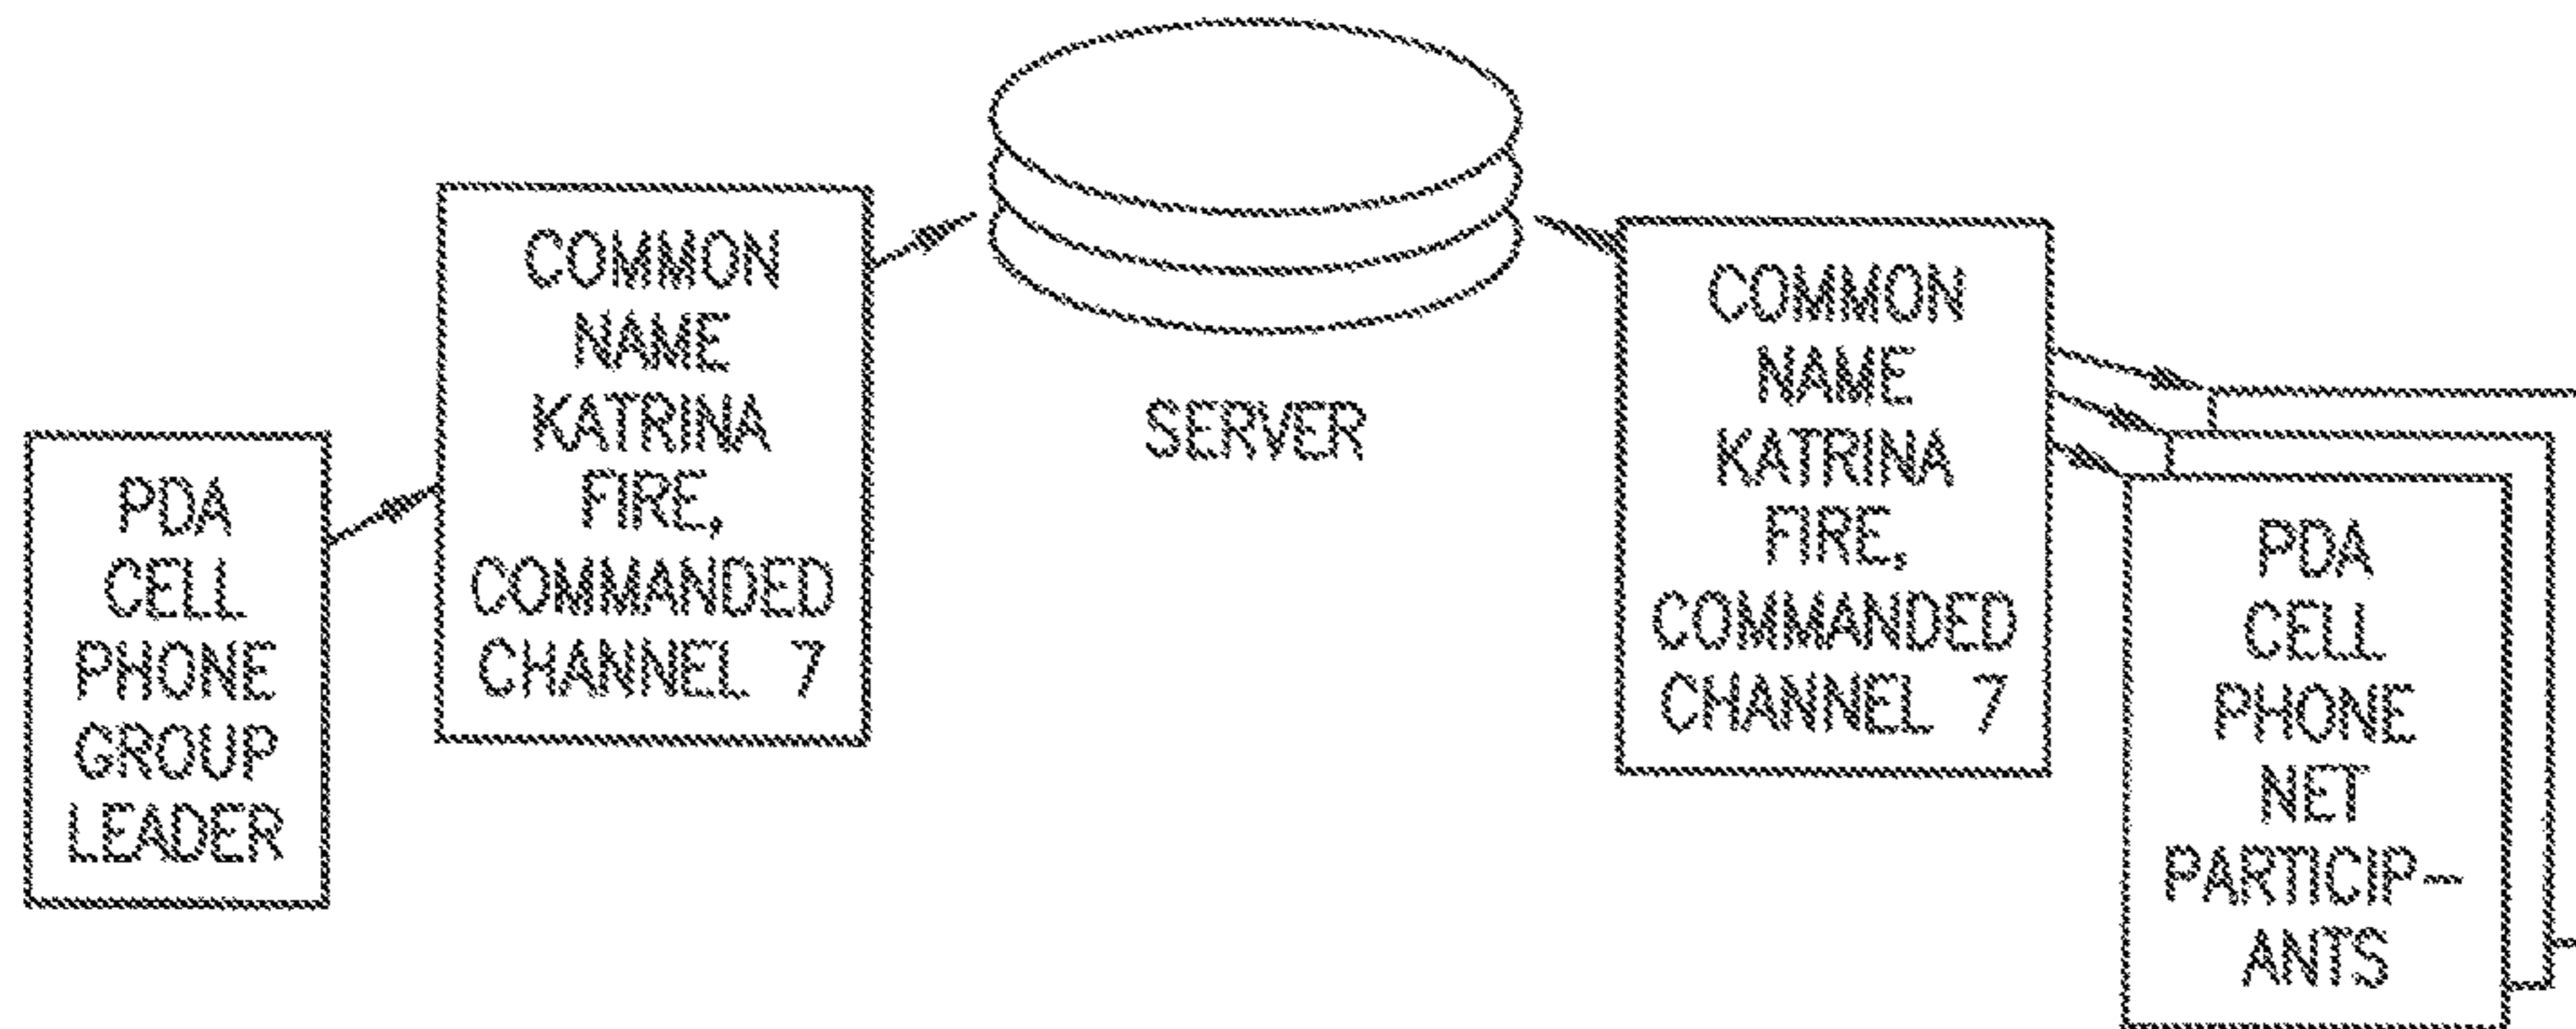 PDA
CELL
PHONE
GROUP
LEADER
COMMON
NAME
KATRINA
FIRE,
COMMANDED
CHANNEL 7
SERVER
COMMON
NAME
KATRINA
FIRE,
COMMANDED
CHANNEL 7
PDA
CELL
PHONE
NET
PARTICIP-
ANTS